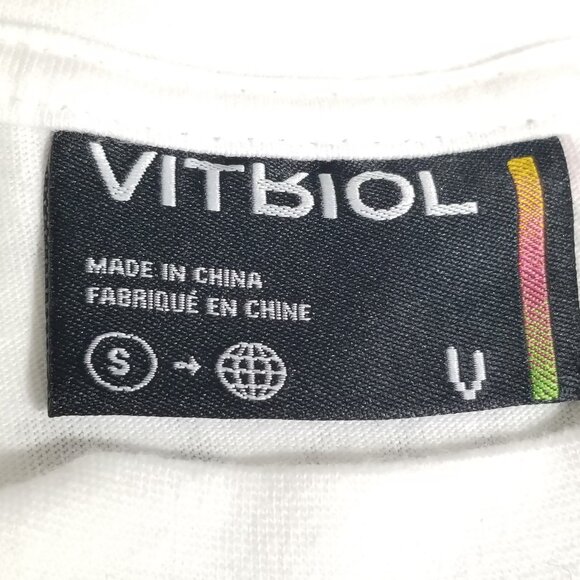 VITRIOL
MADE IN CHINA
FABRIQUÉ EN CHINE
S
V